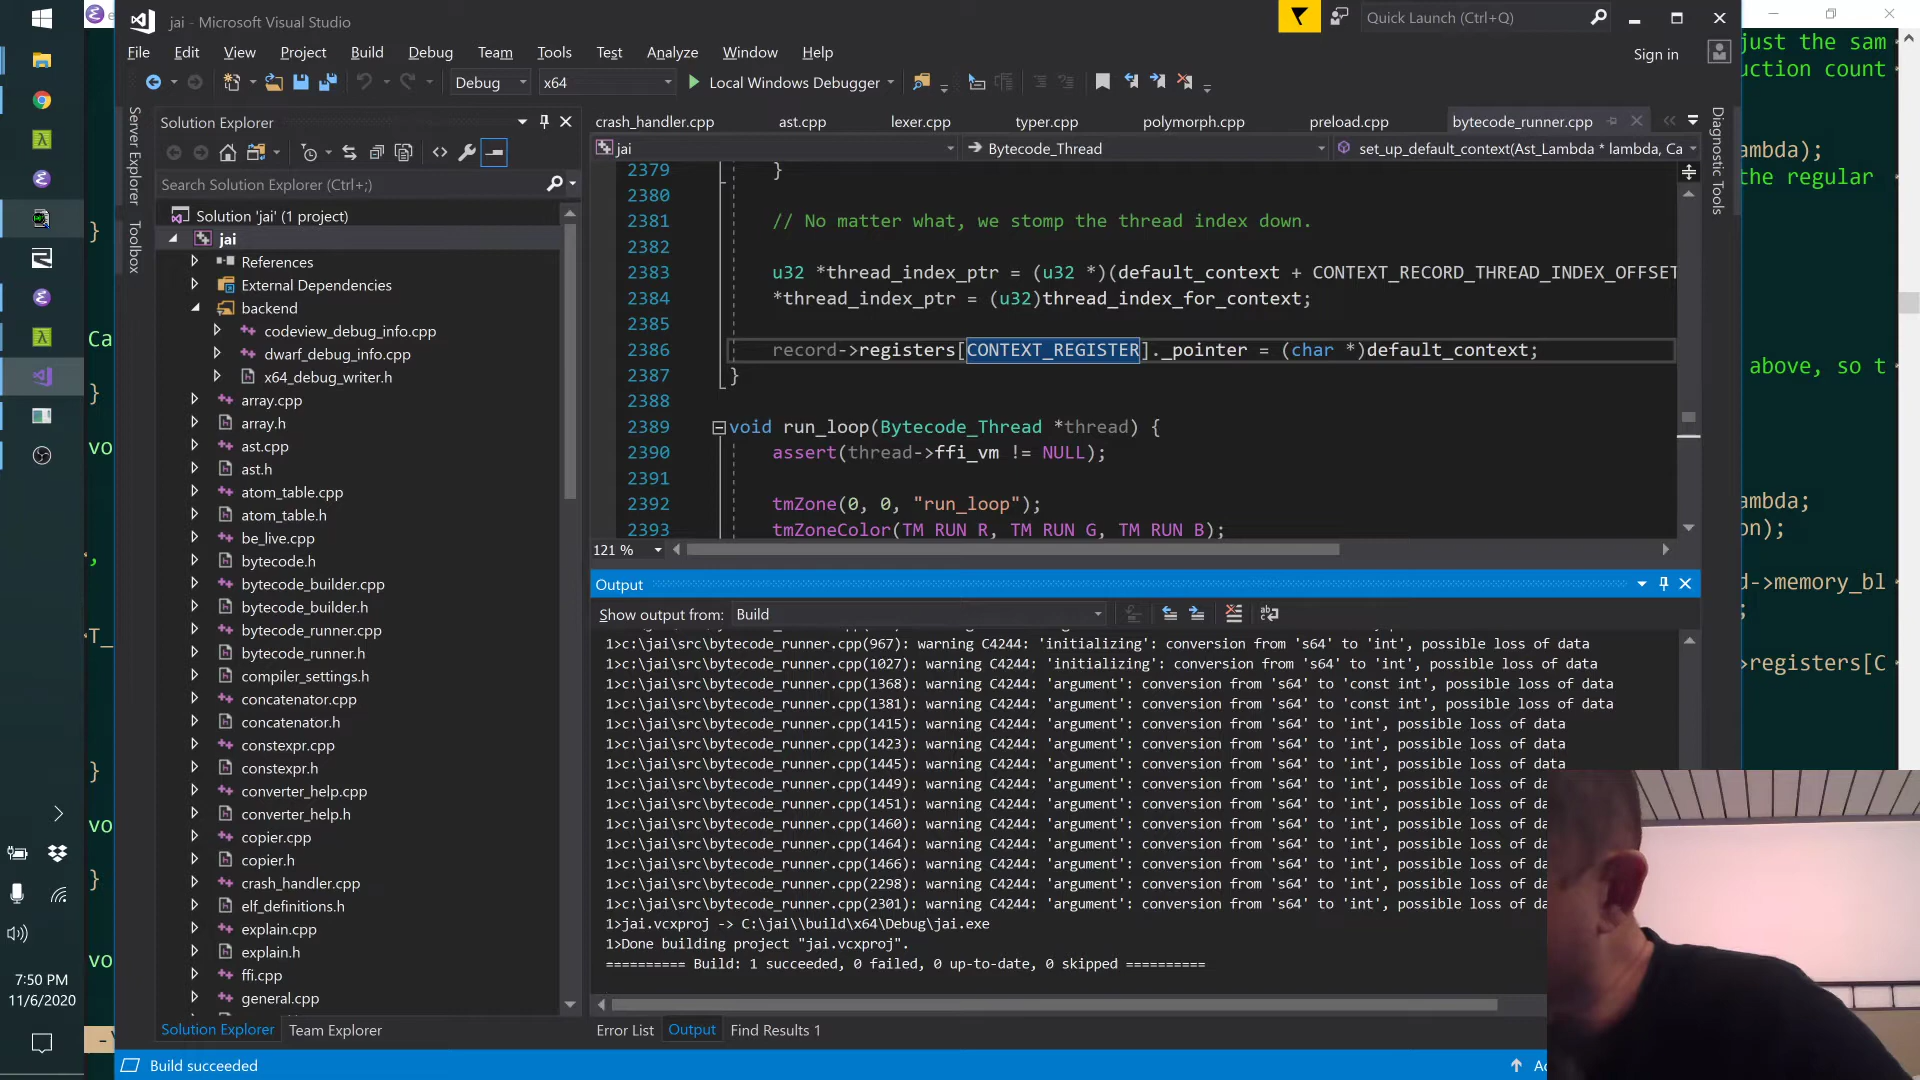 jai - Microsoft Visual Studio
Quick Launch (Ctrl+Q)
File Edit View Project Build Debug Team Tools Test Analyze Window Help
Sign in
Debug x64 Local Windows Debugger
Server Explorer
Toolbox
Solution Explorer
Search Solution Explorer (Ctrl+;)
Solution 'jai' (1 project)
jai
References
External Dependencies
backend
codeview_debug_info.cpp
dwarf_debug_info.cpp
x64_debug_writer.h
array.cpp
array.h
ast.cpp
ast.h
atom_table.cpp
atom_table.h
be_live.cpp
bytecode.h
bytecode_builder.cpp
bytecode_builder.h
bytecode_runner.cpp
bytecode_runner.h
compiler_settings.h
concatenator.cpp
concatenator.h
constexpr.cpp
constexpr.h
converter_help.cpp
converter_help.h
copier.cpp
copier.h
crash_handler.cpp
elf_definitions.h
explain.cpp
explain.h
ffi.cpp
general.cpp
Solution Explorer Team Explorer
crash_handler.cpp ast.cpp lexer.cpp typer.cpp polymorph.cpp preload.cpp bytecode_runner.cpp
jai Bytecode_Thread set_up_default_context(Ast_Lambda * lambda, Ca
2379 }
2380
2381 // No matter what, we stomp the thread index down.
2382
2383 u32 *thread_index_ptr = (u32 *)(default_context + CONTEXT_RECORD_THREAD_INDEX_OFFSET
2384 *thread_index_ptr = (u32)thread_index_for_context;
2385
2386 record->registers[CONTEXT_REGISTER]._pointer = (char *)default_context;
2387 }
2388
2389 void run_loop(Bytecode_Thread *thread) {
2390 assert(thread->ffi_vm != NULL);
2391
2392 tmZone(0, 0, "run_loop");
2393 tmZoneColor(TM_RUN_R, TM_RUN_G, TM_RUN_B);
121 %
Output
Show output from: Build
1>c:\jai\src\bytecode_runner.cpp(967): warning C4244: 'initializing': conversion from 's64' to 'int', possible loss of data
1>c:\jai\src\bytecode_runner.cpp(1027): warning C4244: 'initializing': conversion from 's64' to 'int', possible loss of data
1>c:\jai\src\bytecode_runner.cpp(1368): warning C4244: 'argument': conversion from 's64' to 'const int', possible loss of data
1>c:\jai\src\bytecode_runner.cpp(1381): warning C4244: 'argument': conversion from 's64' to 'const int', possible loss of data
1>c:\jai\src\bytecode_runner.cpp(1415): warning C4244: 'argument': conversion from 's64' to 'int', possible loss of data
1>c:\jai\src\bytecode_runner.cpp(1423): warning C4244: 'argument': conversion from 's64' to 'int', possible loss of data
1>c:\jai\src\bytecode_runner.cpp(1445): warning C4244: 'argument': conversion from 's64' to 'int', possible loss of data
1>c:\jai\src\bytecode_runner.cpp(1449): warning C4244: 'argument': conversion from 's64' to 'int', possible loss of da
1>c:\jai\src\bytecode_runner.cpp(1451): warning C4244: 'argument': conversion from 's64' to 'int', possible loss of da
1>c:\jai\src\bytecode_runner.cpp(1460): warning C4244: 'argument': conversion from 's64' to 'int', possible loss of da
1>c:\jai\src\bytecode_runner.cpp(1464): warning C4244: 'argument': conversion from 's64' to 'int', possible loss of da
1>c:\jai\src\bytecode_runner.cpp(1466): warning C4244: 'argument': conversion from 's64' to 'int', possible loss of da
1>c:\jai\src\bytecode_runner.cpp(2298): warning C4244: 'argument': conversion from 's64' to 'int', possible loss of da
1>c:\jai\src\bytecode_runner.cpp(2301): warning C4244: 'argument': conversion from 's64' to 'int', possible loss of da
1>jai.vcxproj -> C:\jai\\build\x64\Debug\jai.exe
1>Done building project "jai.vcxproj".
========== Build: 1 succeeded, 0 failed, 0 up-to-date, 0 skipped ==========
Error List Output Find Results 1
Build succeeded
Ad
Diagnostic Tools
just the sam
uction count
ambda);
the regular
above, so t
ambda;
on);
d->memory_bl
;
>registers[C
}
Ca
}
vo
,
T_
}
vo
}
vo
7:50 PM
11/6/2020